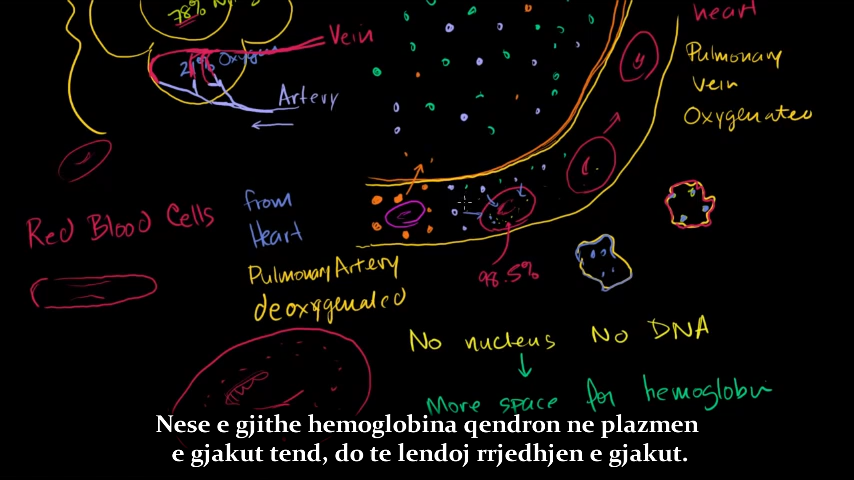 78%
heart
Vein
21% Oxygen
Pulmonary
vein
Oxygenated
Artery
Red Blood Cells
from
Heart
Pulmonary Artery
deoxygenated
98.5%
No nucleus No DNA
More space for hemoglobin
Nese e gjithe hemoglobina qendron ne plazmen
e gjakut tend, do te lendoj rrjedhjen e gjakut.